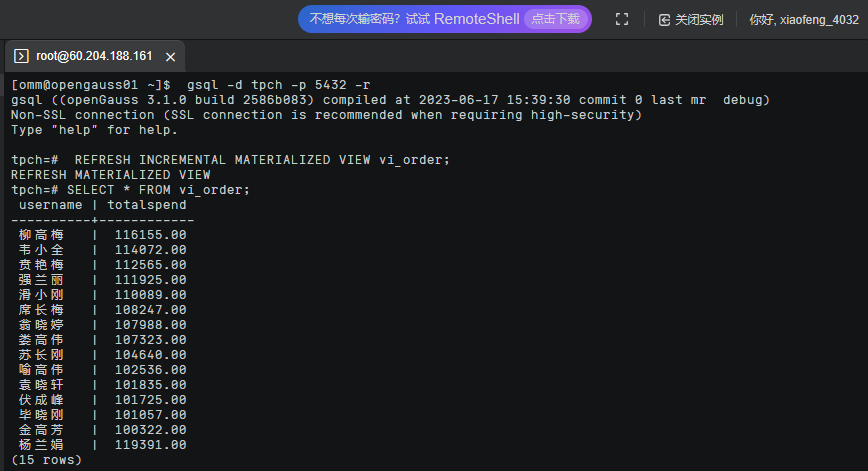 不想每次输密码？试试 RemoteShell 点击下载 关闭实例 你好, xiaofeng_4032
root@60.204.188.161
[omm@opengauss01 ~]$  gsql -d tpch -p 5432 -r
gsql ((openGauss 3.1.0 build 2586b083) compiled at 2023-06-17 15:39:30 commit 0 last mr  debug)
Non-SSL connection (SSL connection is recommended when requiring high-security)
Type "help" for help.

tpch=#  REFRESH INCREMENTAL MATERIALIZED VIEW vi_order;
REFRESH MATERIALIZED VIEW
tpch=# SELECT * FROM vi_order;
 username | totalspend
----------+------------
 柳高梅   |  116155.00
 韦小全   |  114072.00
 贲艳梅   |  112565.00
 强兰丽   |  111925.00
 滑小刚   |  110089.00
 席长梅   |  108247.00
 翁晓婷   |  107988.00
 娄高伟   |  107323.00
 苏长刚   |  104640.00
 喻高伟   |  102536.00
 袁晓轩   |  101835.00
 伏成峰   |  101725.00
 毕晓刚   |  101057.00
 金高芳   |  100322.00
 杨兰娟   |  119391.00
(15 rows)